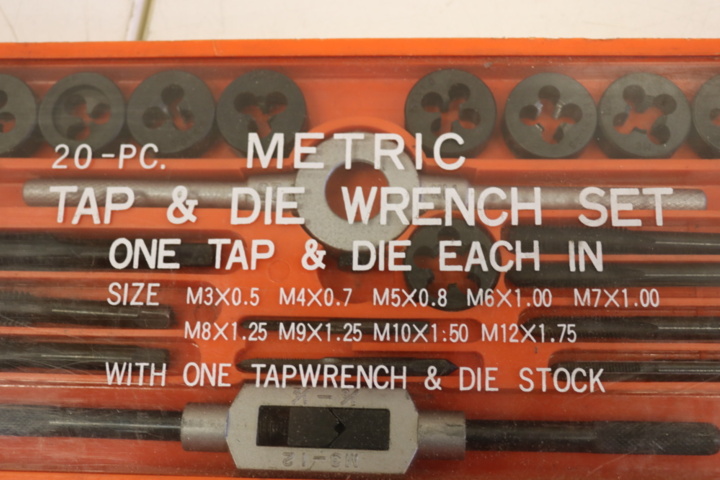 20-PC. METRIC
TAP & DIE WRENCH SET
ONE TAP & DIE EACH IN
SIZE M3X0.5 M4X0.7 M5X0.8 M6X1.00 M7X1.00
M8X1.25 M9X1.25 M10X1:50 M12X1.75
WITH ONE TAPWRENCH & DIE STOCK